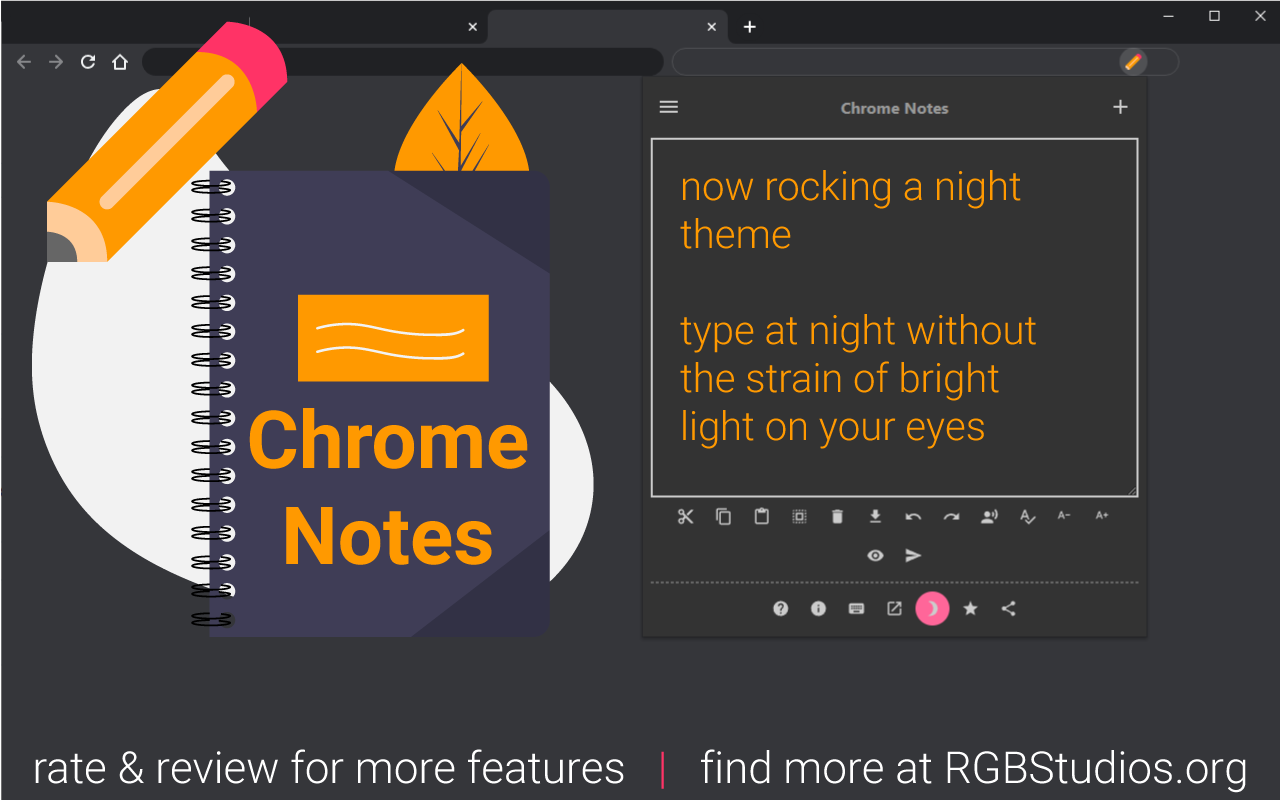 Chrome Notes
now rocking a night
theme
type at night without
the strain of bright
light on your eyes
A-
A+
Chrome
Notes
rate & review for more features | find more at RGBStudios.org